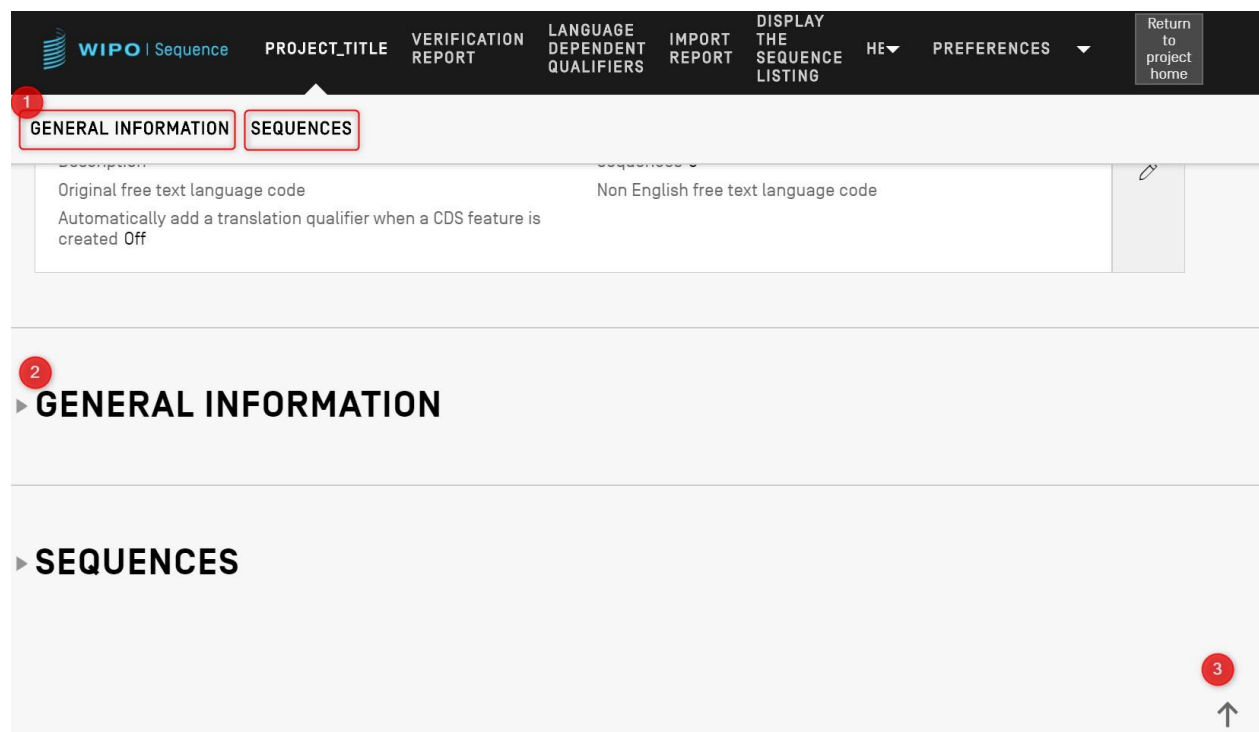 WIPO | Sequence
PROJECT_TITLE
VERIFICATION
REPORT
LANGUAGE
DEPENDENT
QUALIFIERS
IMPORT
REPORT
DISPLAY
THE
SEQUENCE
LISTING
HE
PREFERENCES
Return
to
project
home
1
GENERAL INFORMATION
SEQUENCES
Original free text language code
Non English free text language code
Automatically add a translation qualifier when a CDS feature is
created Off
2
GENERAL INFORMATION
SEQUENCES
3